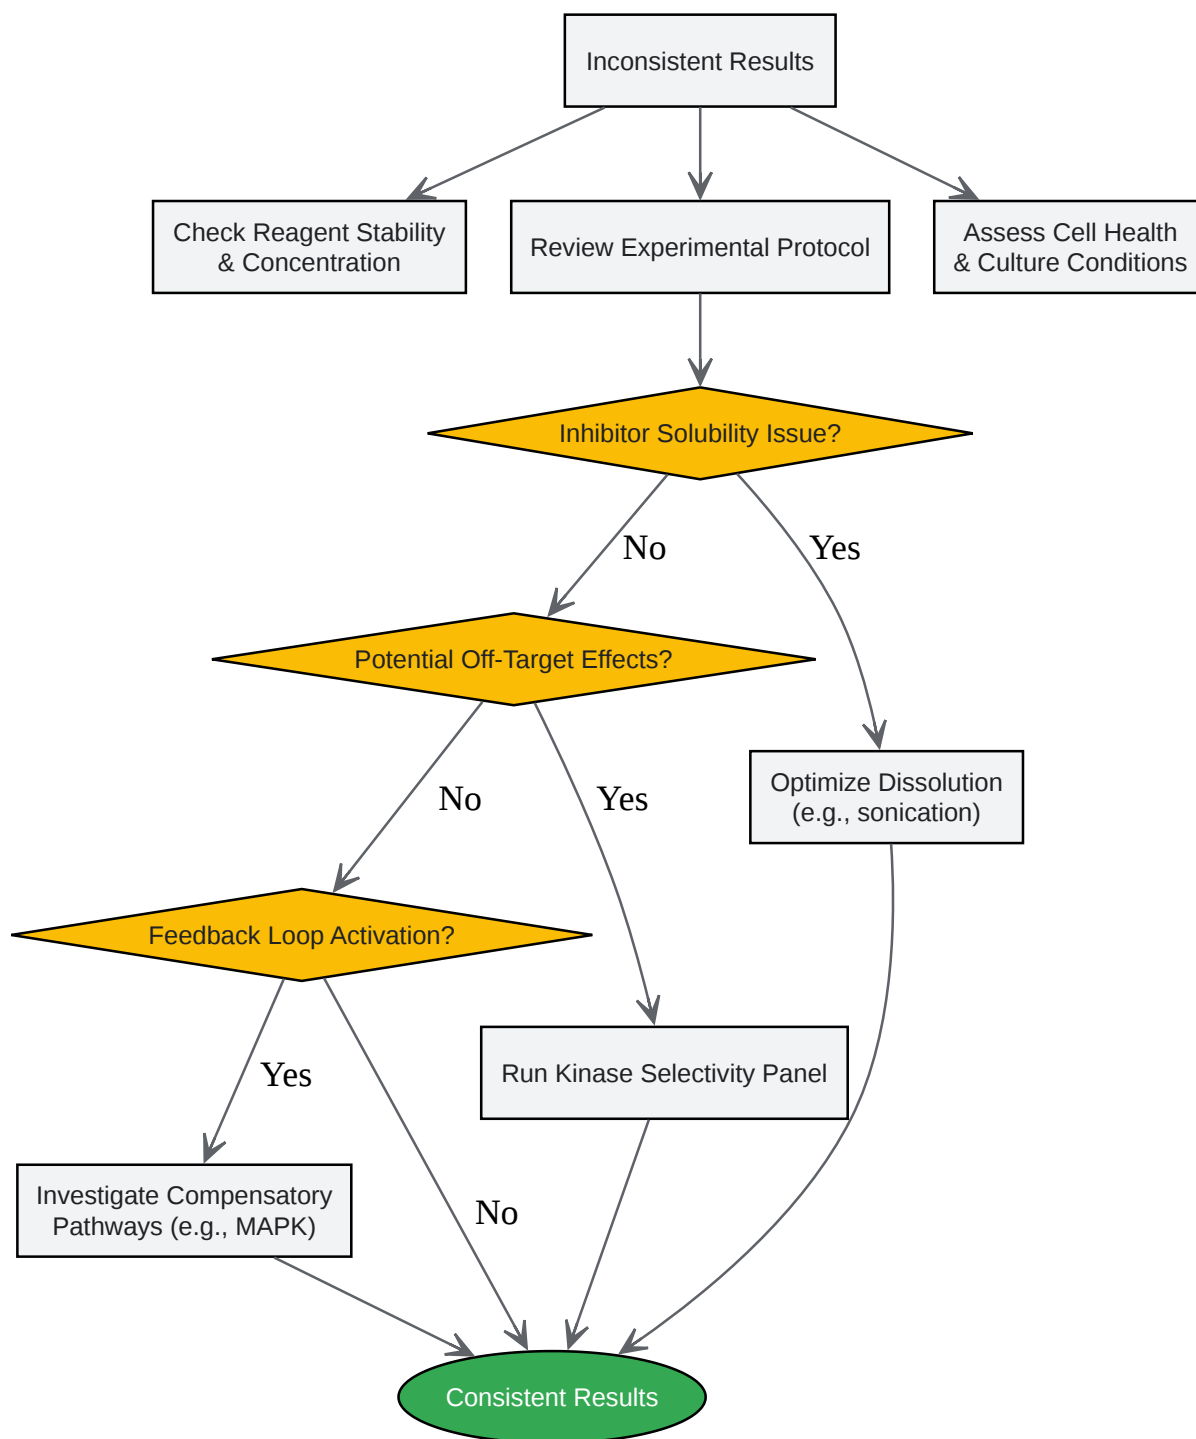 Inconsistent Results
Check Reagent Stability
& Concentration
Review Experimental Protocol
Assess Cell Health
& Culture Conditions
Inhibitor Solubility Issue?
No
Yes
Potential Off-Target Effects?
No
Yes
Optimize Dissolution
(e.g., sonication)
Feedback Loop Activation?
Yes
Run Kinase Selectivity Panel
Investigate Compensatory
Pathways (e.g., MAPK)
No
Consistent Results